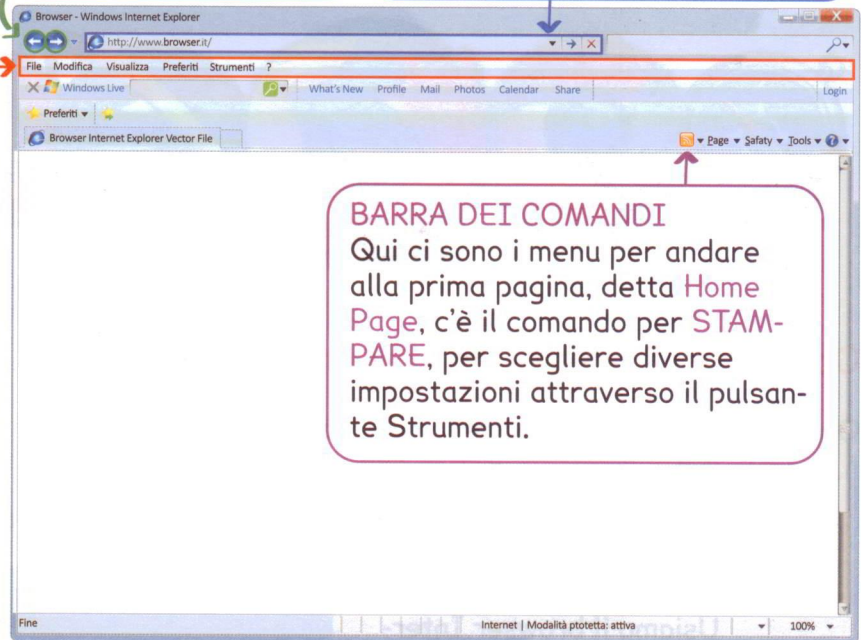 Browser - Windows Internet Explorer
http://www.browser.it/
File Modifica Visualizza Preferiti Strumenti ?
Windows Live What's New Profile Mail Photos Calendar Share Login
Preferiti
Browser Internet Explorer Vector File Page Safaty Tools
BARRA DEI COMANDI
Qui ci sono i menu per andare
alla prima pagina, detta Home
Page, c'è il comando per STAM-
PARE, per scegliere diverse
impostazioni attraverso il pulsan-
te Strumenti.
Fine Internet | Modalità ptotetta: attiva 100%